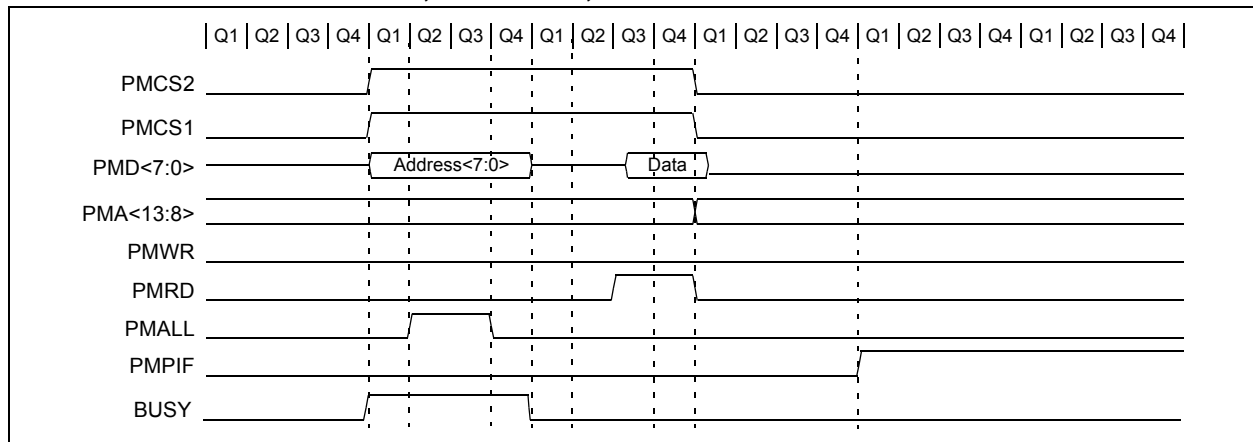 Q1 Q2 Q3 Q4 Q1 Q2 Q3 Q4 Q1 Q2 Q3 Q4 Q1 Q2 Q3 Q4 Q1 Q2 Q3 Q4 Q1 Q2 Q3 Q4
PMCS2
PMCS1
PMD<7:0> Address<7:0> Data
PMA<13:8>
PMWR
PMRD
PMALL
PMPIF
BUSY